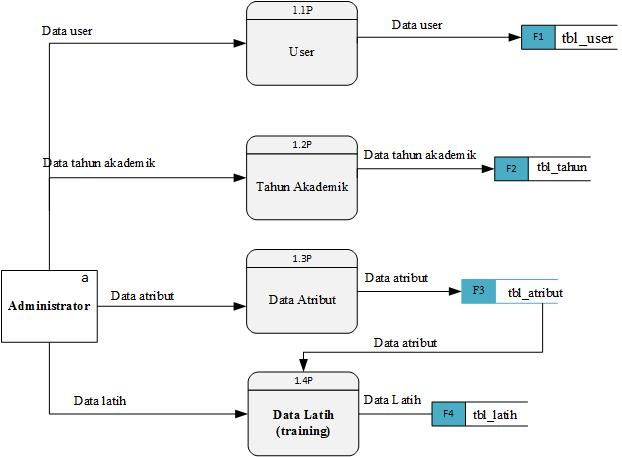 1.1P
Data user
User
Data user
F1
tbl_user
1.2P
Data tahun akademik
Tahun Akademik
Data tahun akademik
F2
tbl_tahun
1.3P
a
Administrator
Data atribut
Data Atribut
Data atribut
F3
tbl_atribut
Data atribut
1.4P
Data latih
Data Latih
(training)
Data Latih
F4
tbl_latih